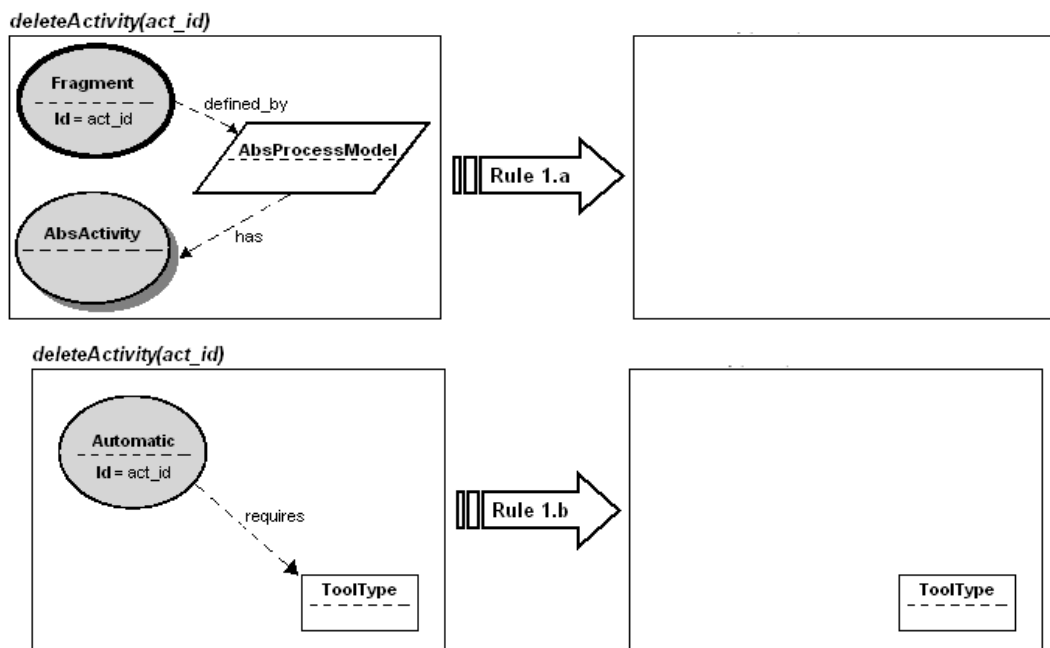 deleteActivity(act_id)
Fragment
Id = act_id
defined_by
AbsProcessModel
Rule 1.a
AbsActivity
has
deleteActivity(act_id)
Automatic
Id = act_id
Rule 1.b
requires
ToolType
ToolType